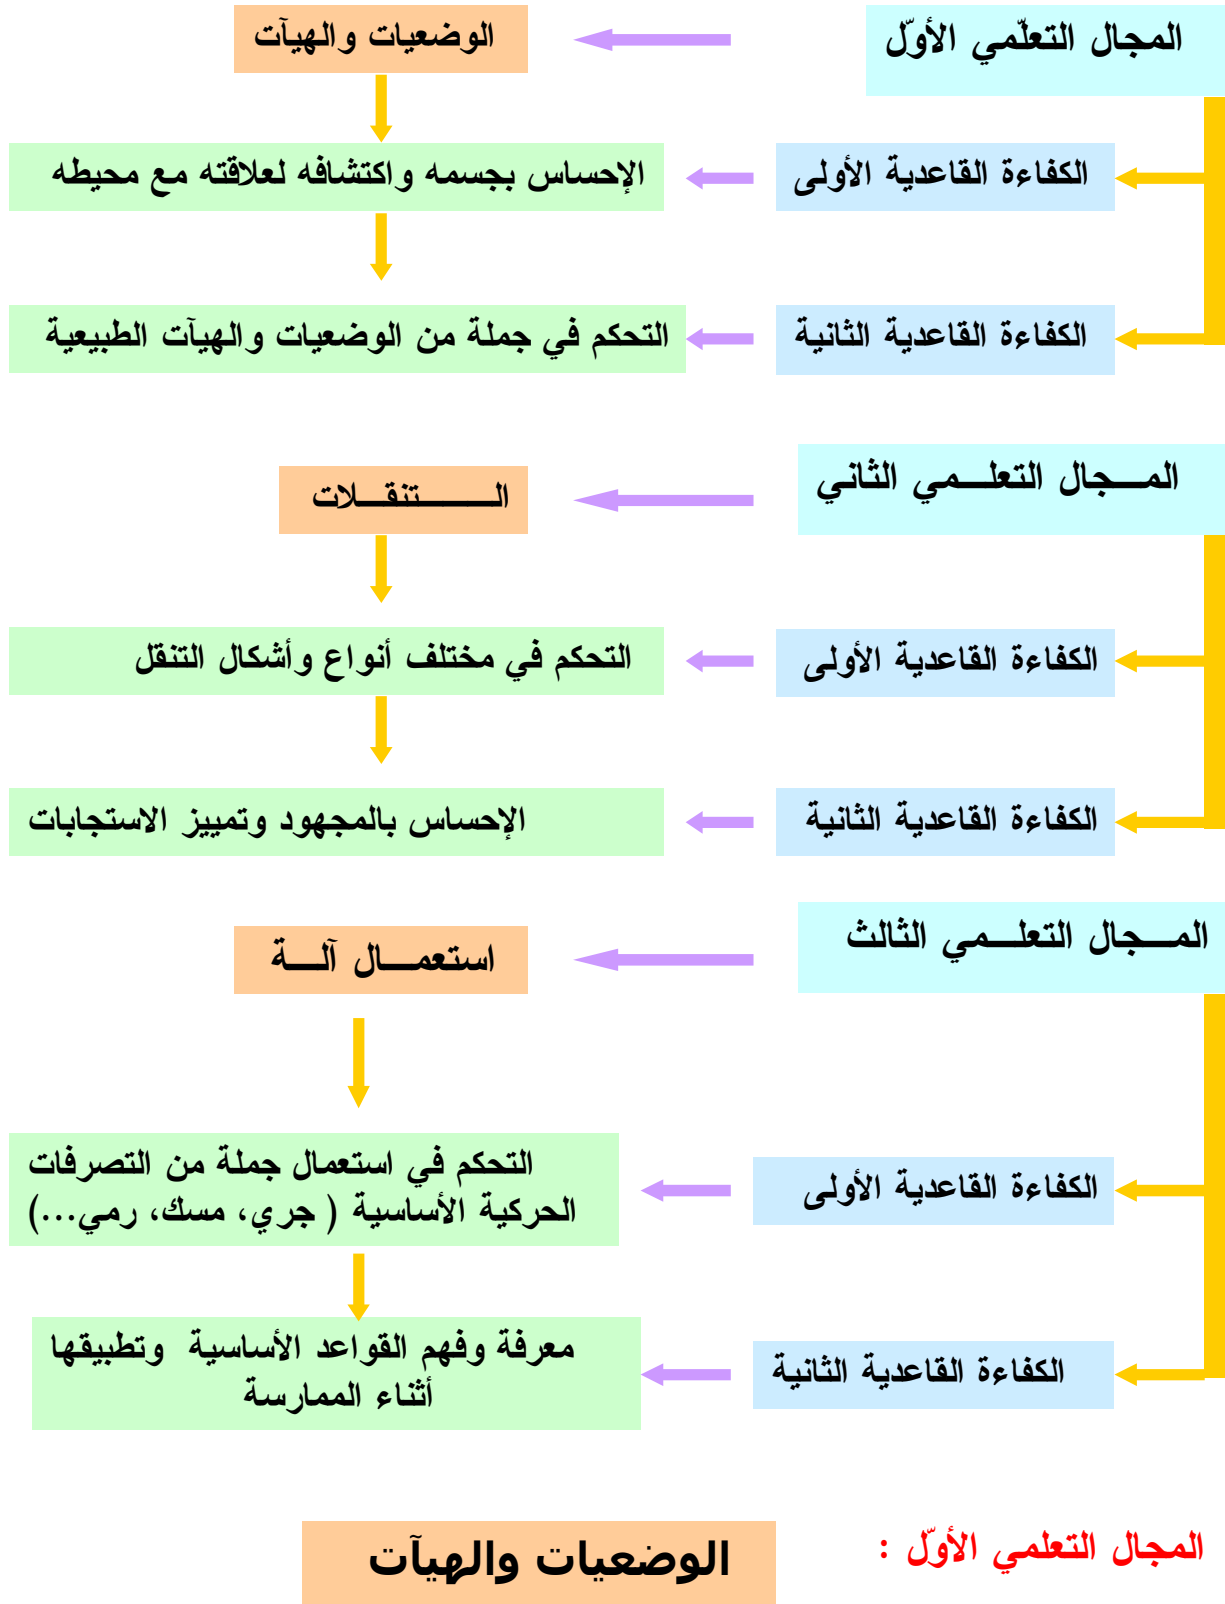 المجال التعلّمي الأوّل
الوضعيات والهيآت
الكفاءة القاعدية الأولى
الإحساس بجسمه واكتشافه لعلاقته مع محيطه
الكفاءة القاعدية الثانية
التحكم في جملة من الوضعيات والهيآت الطبيعية
المـــجال التعلـــمي الثاني
الـــــــتنقـــلات
الكفاءة القاعدية الأولى
التحكم في مختلف أنواع وأشكال التنقل
الكفاءة القاعدية الثانية
الإحساس بالمجهود وتمييز الاستجابات
المـــجال التعلـــمي الثالث
استعمـــال آلـــة
الكفاءة القاعدية الأولى
التحكم في استعمال جملة من التصرفات
الحركية الأساسية ( جري، مسك، رمي...)
الكفاءة القاعدية الثانية
معرفة وفهم القواعد الأساسية وتطبيقها
أثناء الممارسة
المجال التعلمي الأوّل :
الوضعيات والهيآت